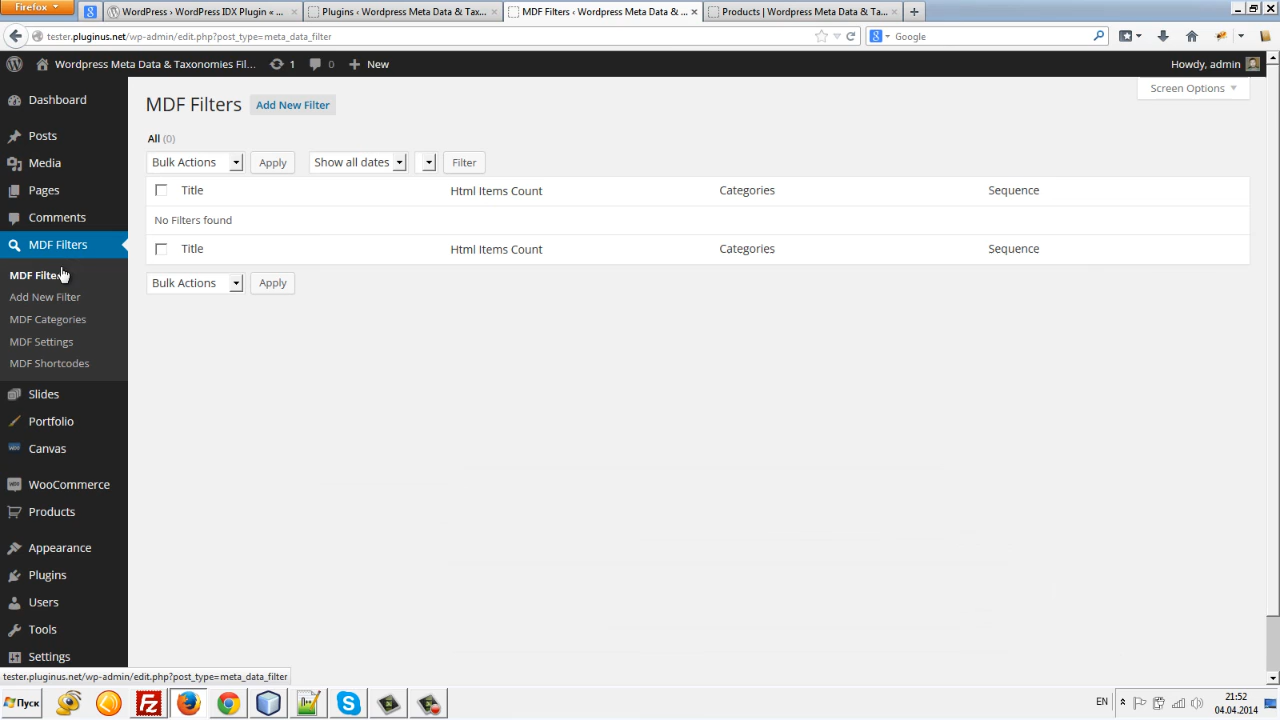 Firefox
WordPress › WordPress IDX Plugin « ... × Plugins ‹ Wordpress Meta Data & Tax... × MDF Filters ‹ Wordpress Meta Data & ... × Products | Wordpress Meta Data & Ta... × +
tester.pluginus.net/wp-admin/edit.php?post_type=meta_data_filter Google
Wordpress Meta Data & Taxonomies Fil... 1 0 + New Howdy, admin
Screen Options
MDF Filters Add New Filter
All (0)
Bulk Actions Apply Show all dates Filter
Title Html Items Count Categories Sequence
No Filters found
Title Html Items Count Categories Sequence
Bulk Actions Apply
Dashboard
Posts
Media
Pages
Comments
MDF Filters
MDF Filters
Add New Filter
MDF Categories
MDF Settings
MDF Shortcodes
Slides
Portfolio
Canvas
WooCommerce
Products
Appearance
Plugins
Users
Tools
Settings
tester.pluginus.net/wp-admin/edit.php?post_type=meta_data_filter
Пуск EN 21:52
04.04.2014